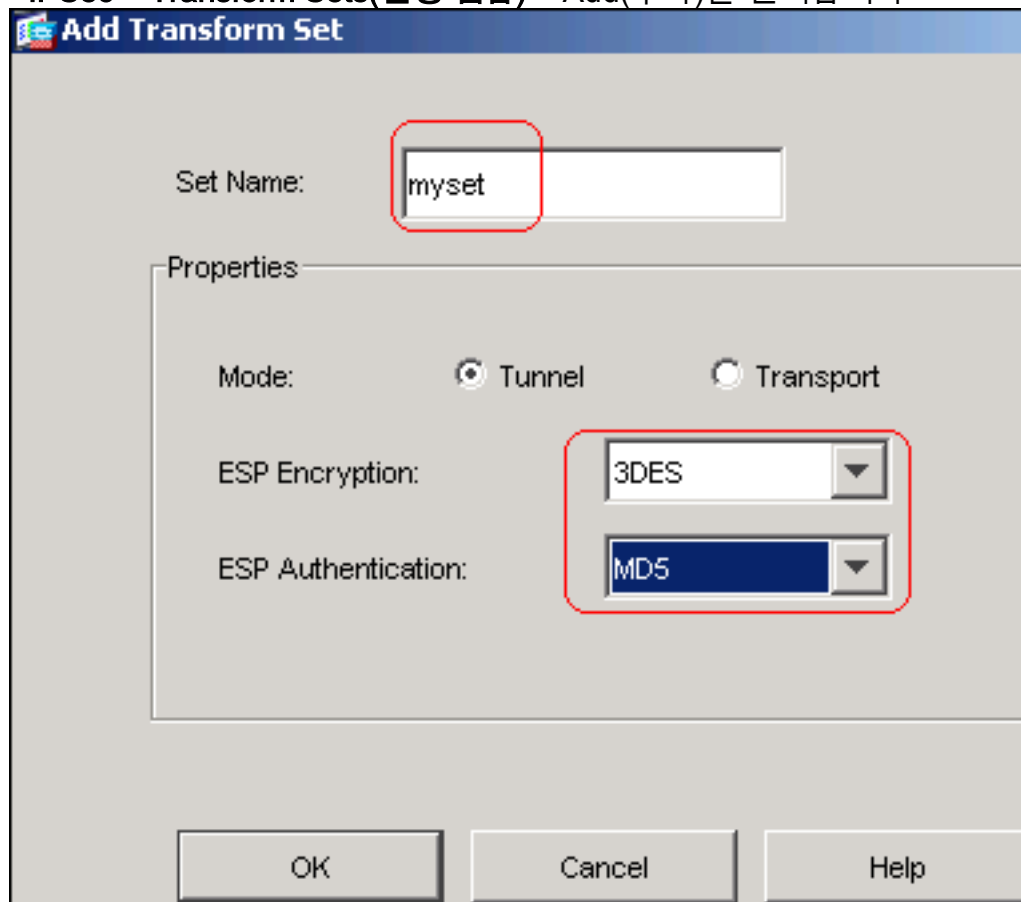 Add Transform Set
Set Name: myset
Properties
Mode: Tunnel Transport
ESP Encryption: 3DES
ESP Authentication: MD5
OK Cancel Help